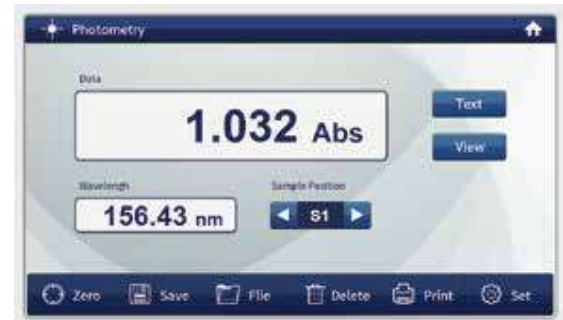 Photometry
Data
1.032 Abs
Text
View
Wavelengh
Sample Position
156.43 nm
S1
Zero
Save
File
Delete
Print
Set